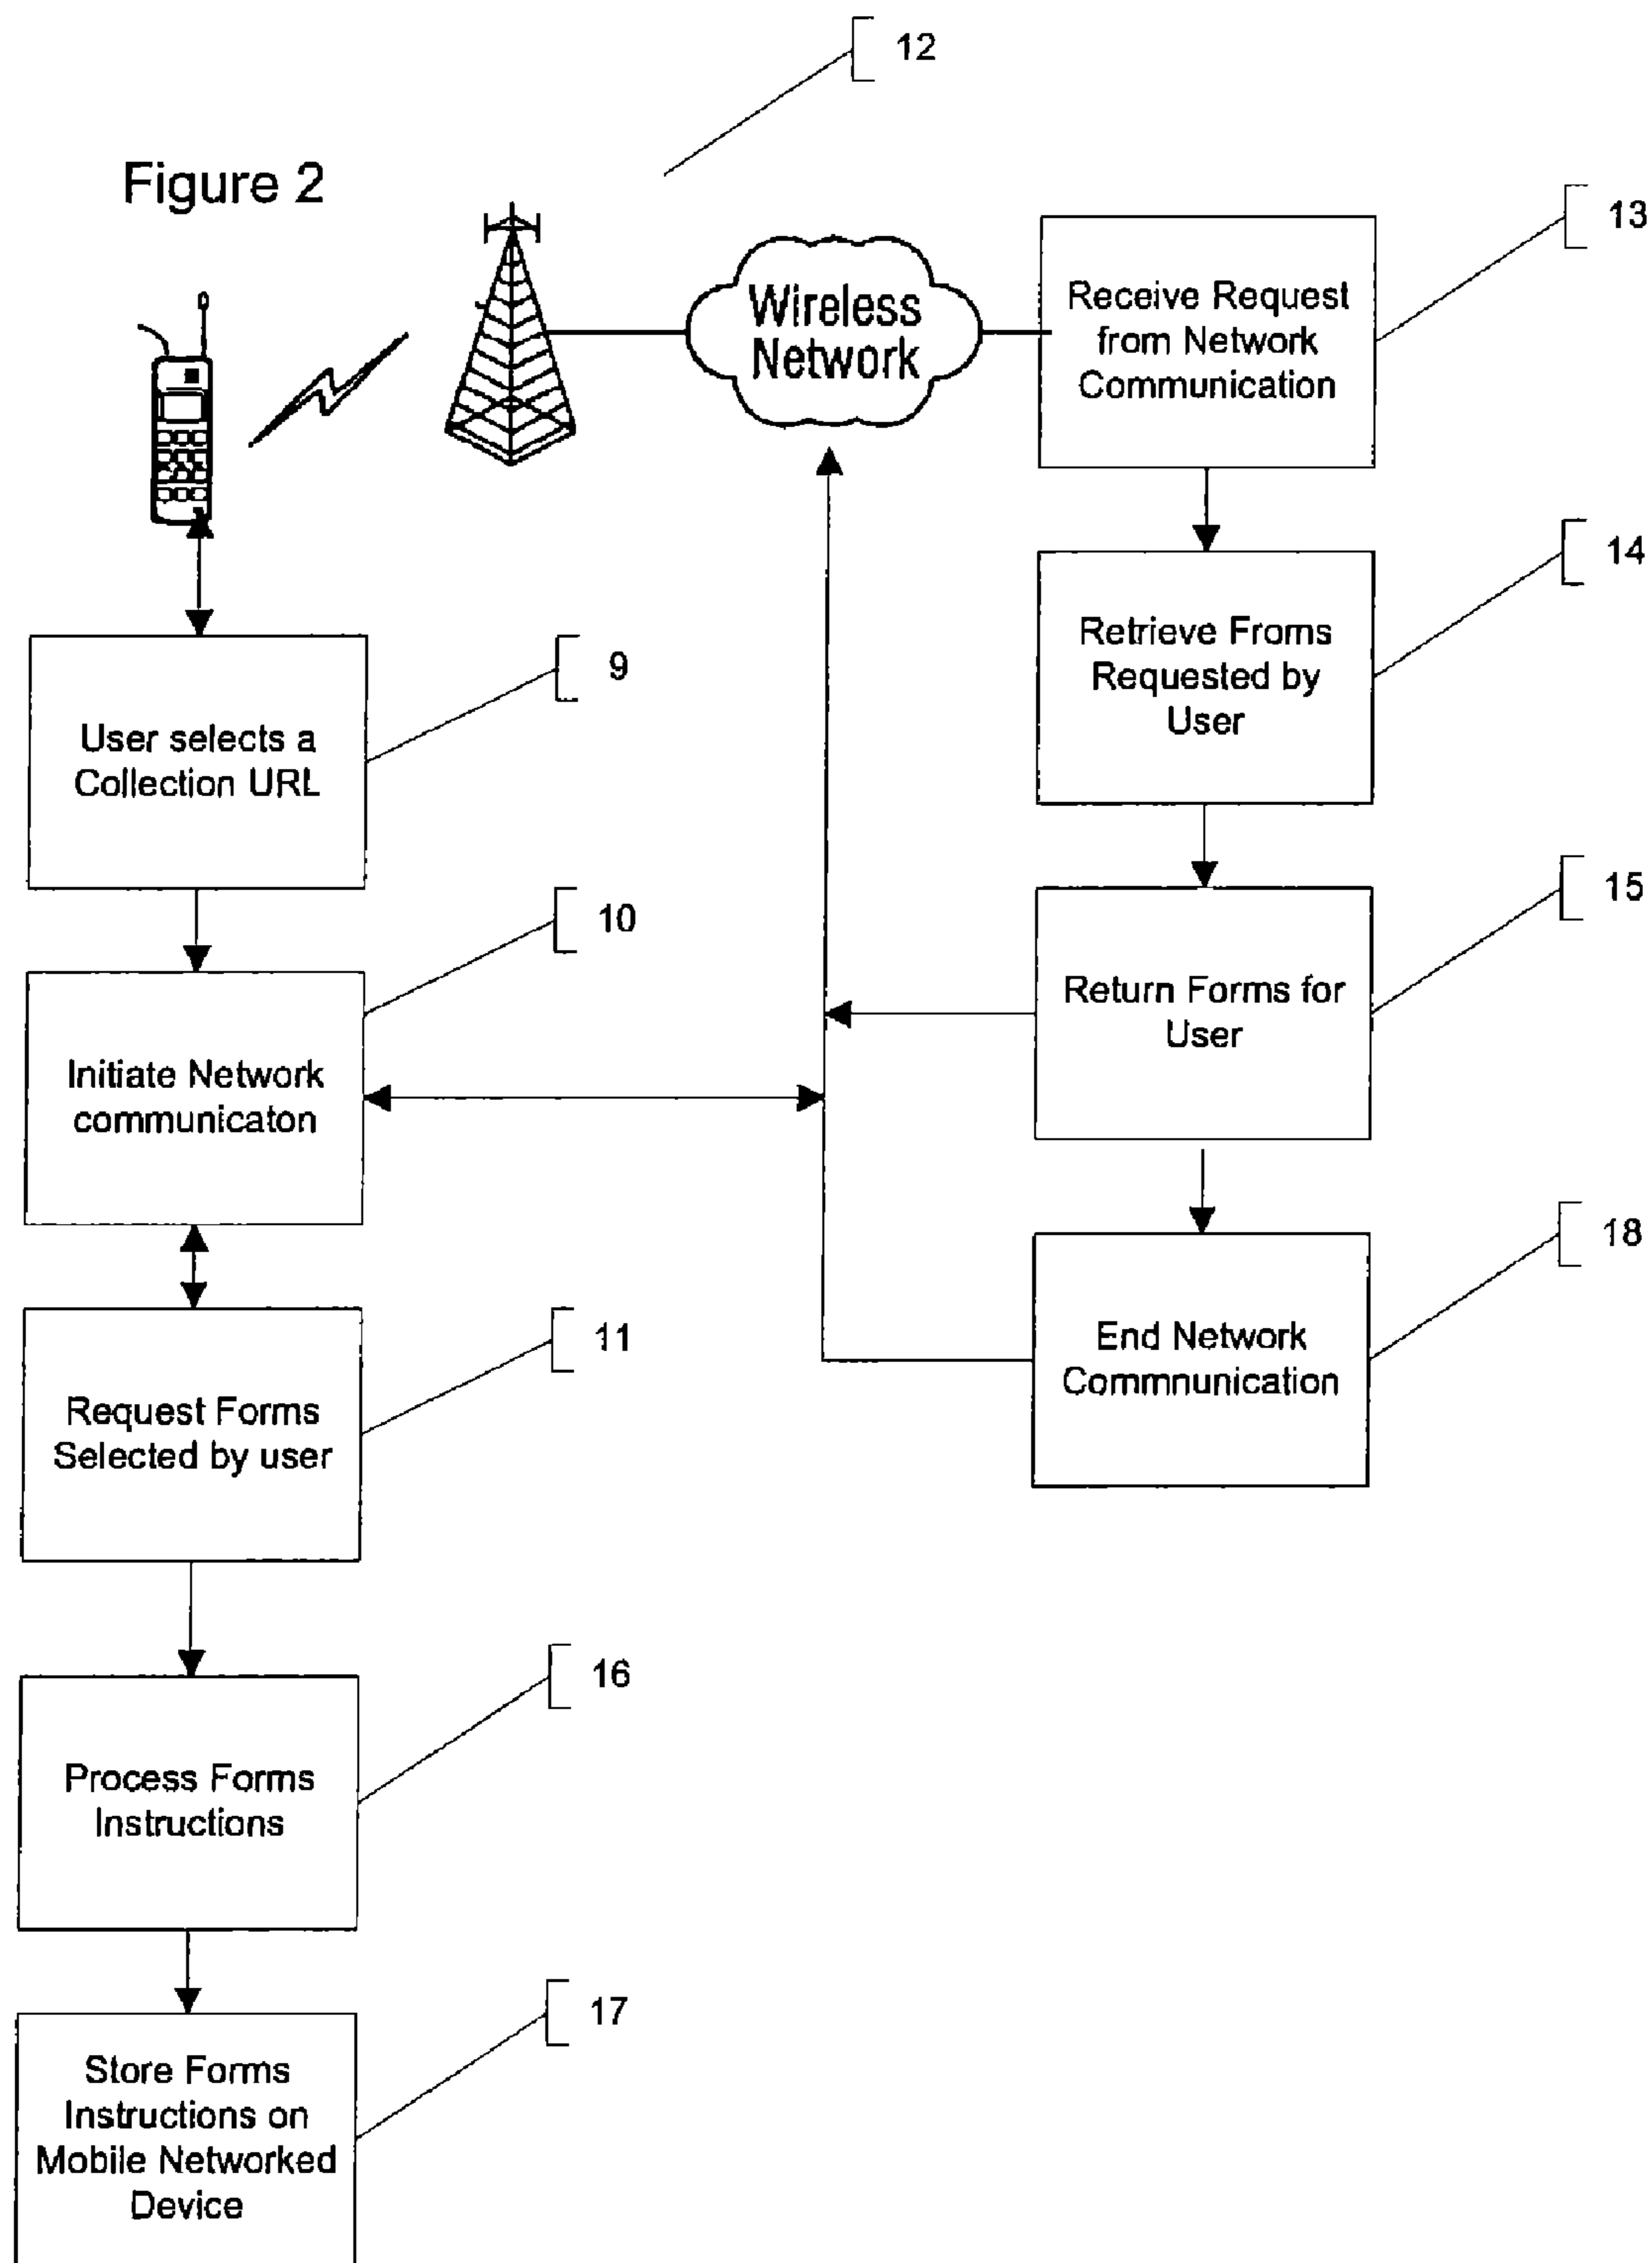 12
Figure 2
13
Wireless
Network
Receive Request
from Network
Communication
14
Retrieve Froms
Requested by
User
9
User selects a
Collection URL
15
Return Forms for
User
10
Initiate Network
communicaton
18
End Network
Commnunication
11
Request Forms
Selected by user
16
Process Forms
Instructions
17
Store Forms
Instructions on
Mobile Networked
Device